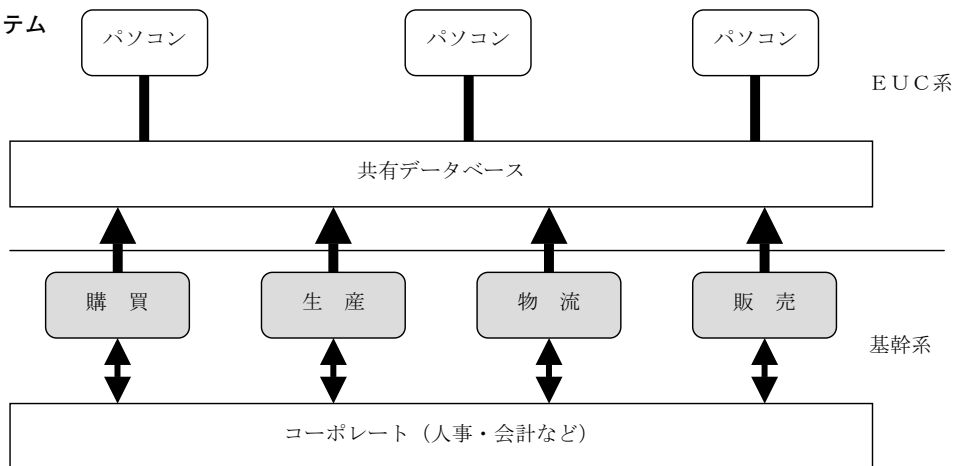 テム
パソコン パソコン パソコン
ＥＵＣ系
共有データベース
購　買 生　産 物　流 販　売
基幹系
コーポレート（人事・会計など）